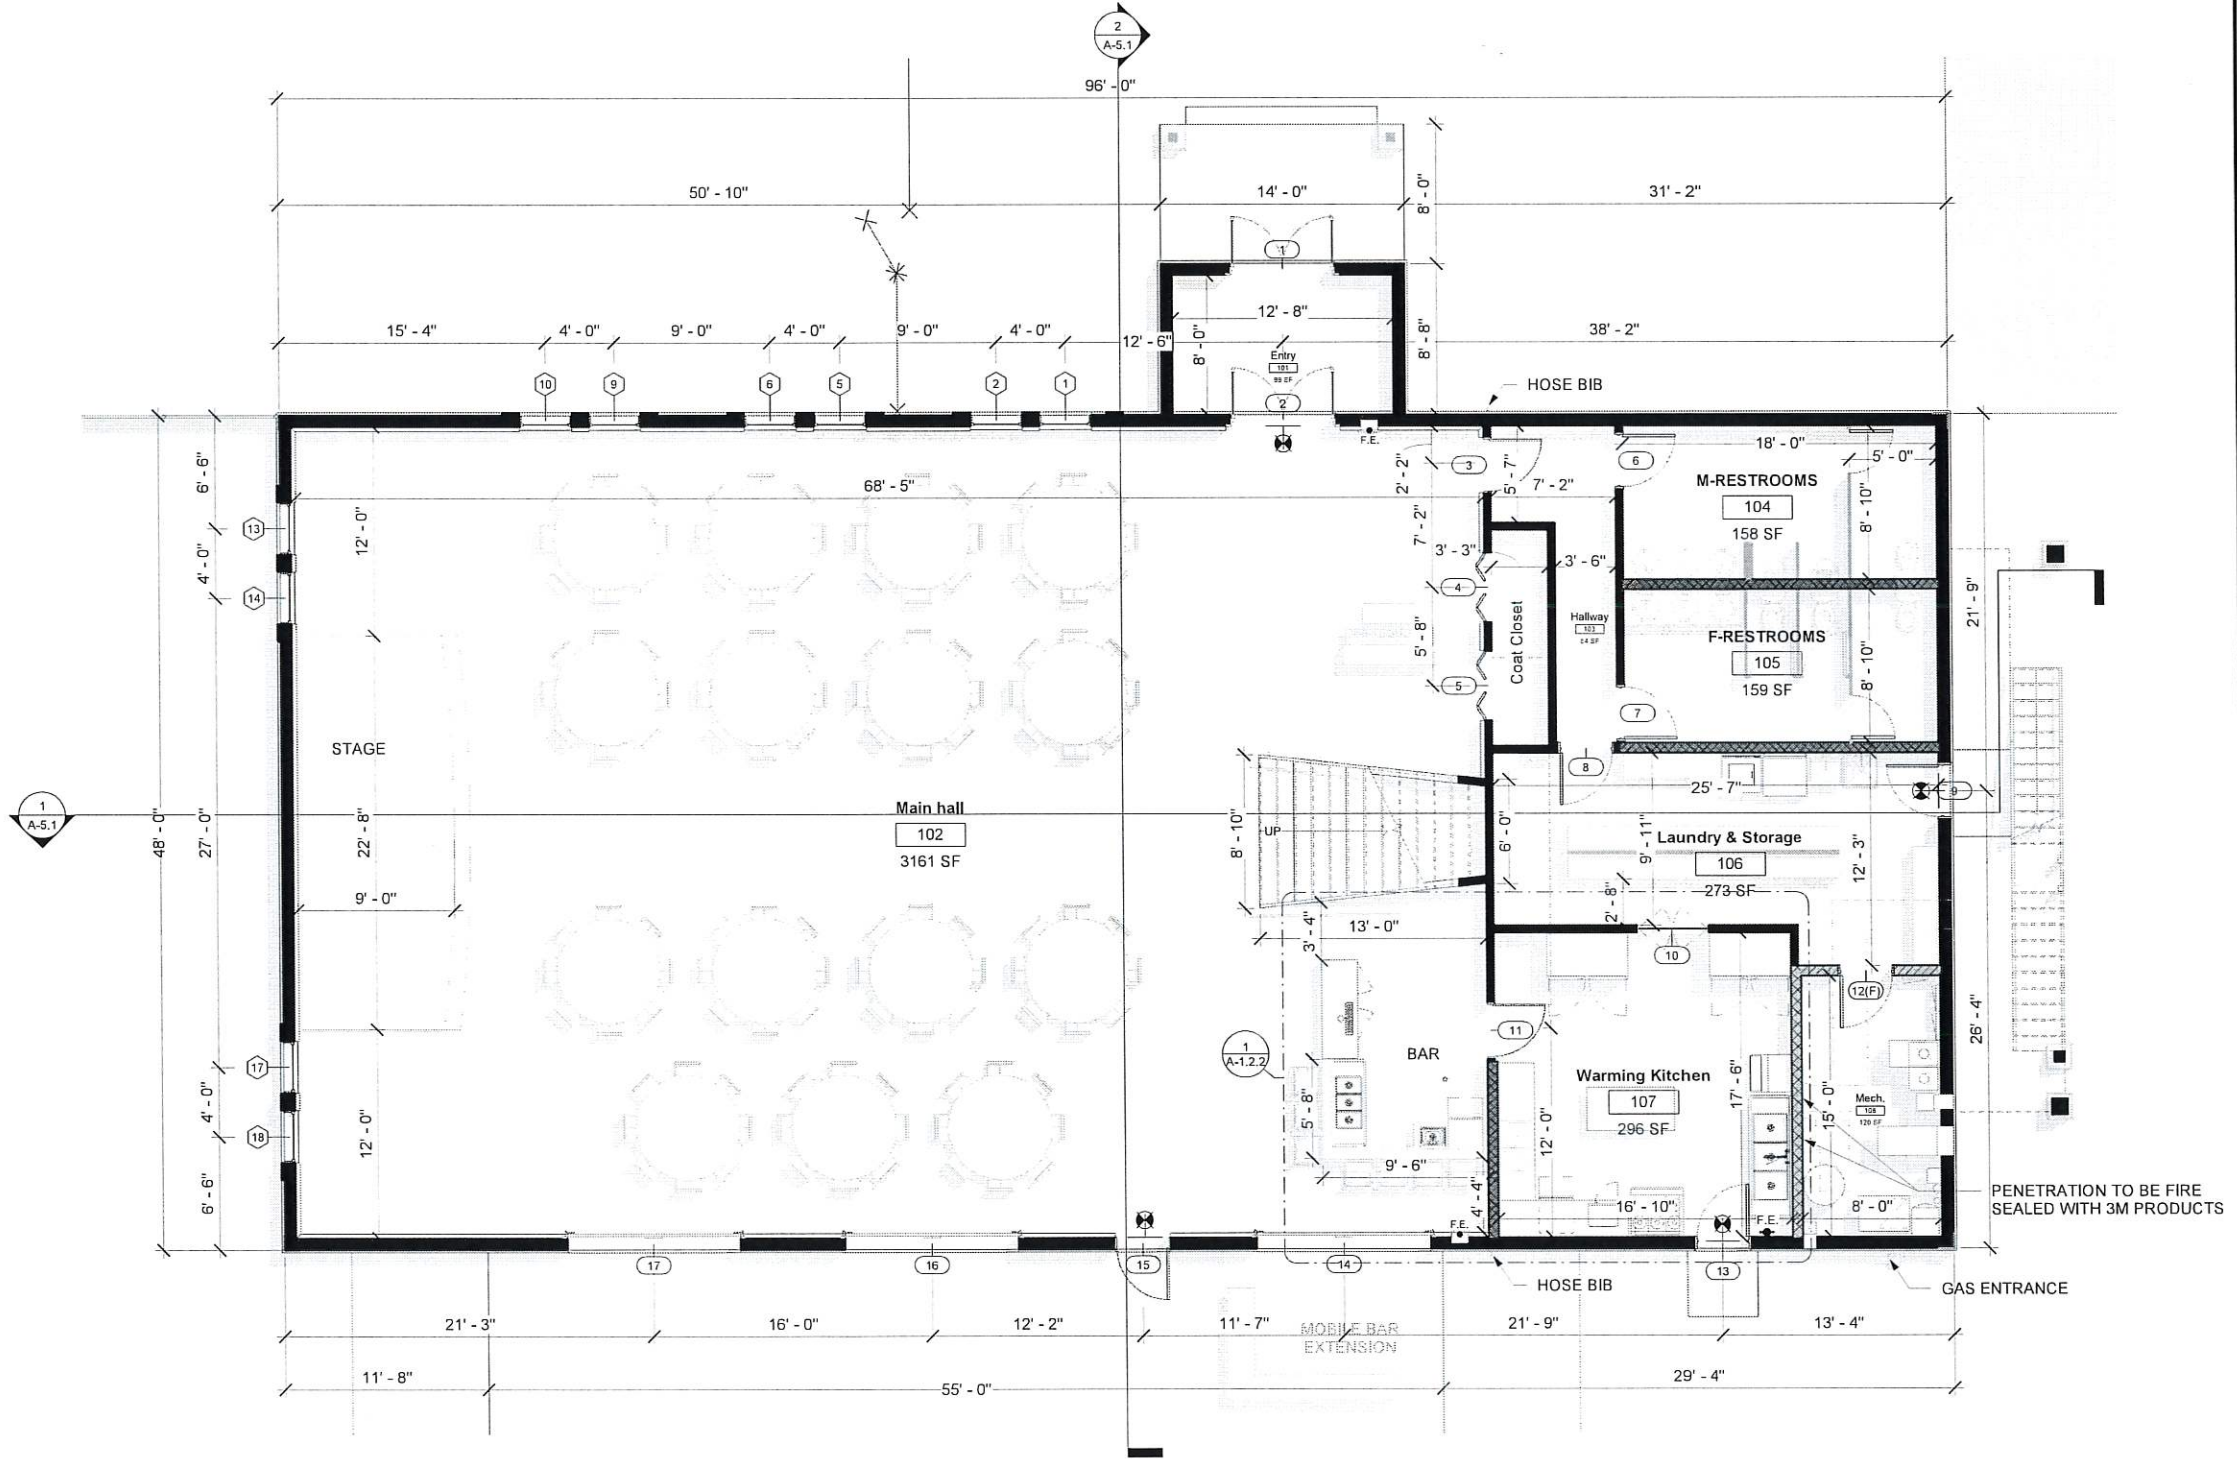 2
A-5.1
96' - 0"
50' - 10"
14' - 0"
31' - 2"
8' - 0"
1
15' - 4"
4' - 0"
9' - 0"
4' - 0"
9' - 0"
4' - 0"
12' - 6"
12' - 8"
8' - 0"
8' - 8"
38' - 2"
Entry
101
10
9
6
5
2
1
2
HOSE BIB
F.E.
6' - 6"
4' - 0"
13
14
12' - 0"
68' - 5"
2' - 2"
3
5' - 7"
7' - 2"
6
18' - 0"
5' - 0"
M-RESTROOMS
104
158 SF
8' - 10"
7' - 2"
3' - 3"
3' - 6"
4
5' - 8"
5
Coat Closet
Hallway
103
F-RESTROOMS
105
159 SF
8' - 10"
7
21' - 9"
STAGE
8
25' - 7"
9
1
A-5.1
48' - 0"
27' - 0"
22' - 8"
Main hall
102
3161 SF
8' - 10"
UP
6' - 0"
9' - 11"
Laundry & Storage
106
273 SF
12' - 3"
2' - 8"
9' - 0"
13' - 0"
3' - 4"
10
12(F)
11
26' - 4"
1
A-1.2.2
BAR
17
4' - 0"
18
6' - 6"
12' - 0"
5' - 8"
9' - 6"
4' - 4"
12' - 0"
Warming Kitchen
107
296 SF
17' - 6"
15' - 0"
Mech.
16' - 10"
8' - 0"
F.E.
F.E.
PENETRATION TO BE FIRE
SEALED WITH 3M PRODUCTS
17
16
15
14
13
HOSE BIB
GAS ENTRANCE
21' - 3"
16' - 0"
12' - 2"
11' - 7"
21' - 9"
13' - 4"
MOBILE BAR
EXTENSION
11' - 8"
55' - 0"
29' - 4"